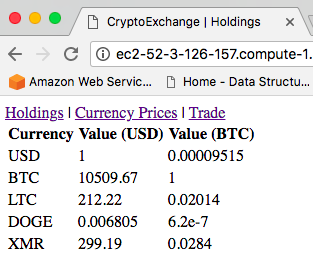 CryptoExchange | Holdings
ec2-52-3-126-157.compute-1.
Amazon Web Servic... Home - Data Structu...
Holdings | Currency Prices | Trade
Currency Value (USD) Value (BTC)
USD 1 0.00009515
BTC 10509.67 1
LTC 212.22 0.02014
DOGE 0.006805 6.2e-7
XMR 299.19 0.0284